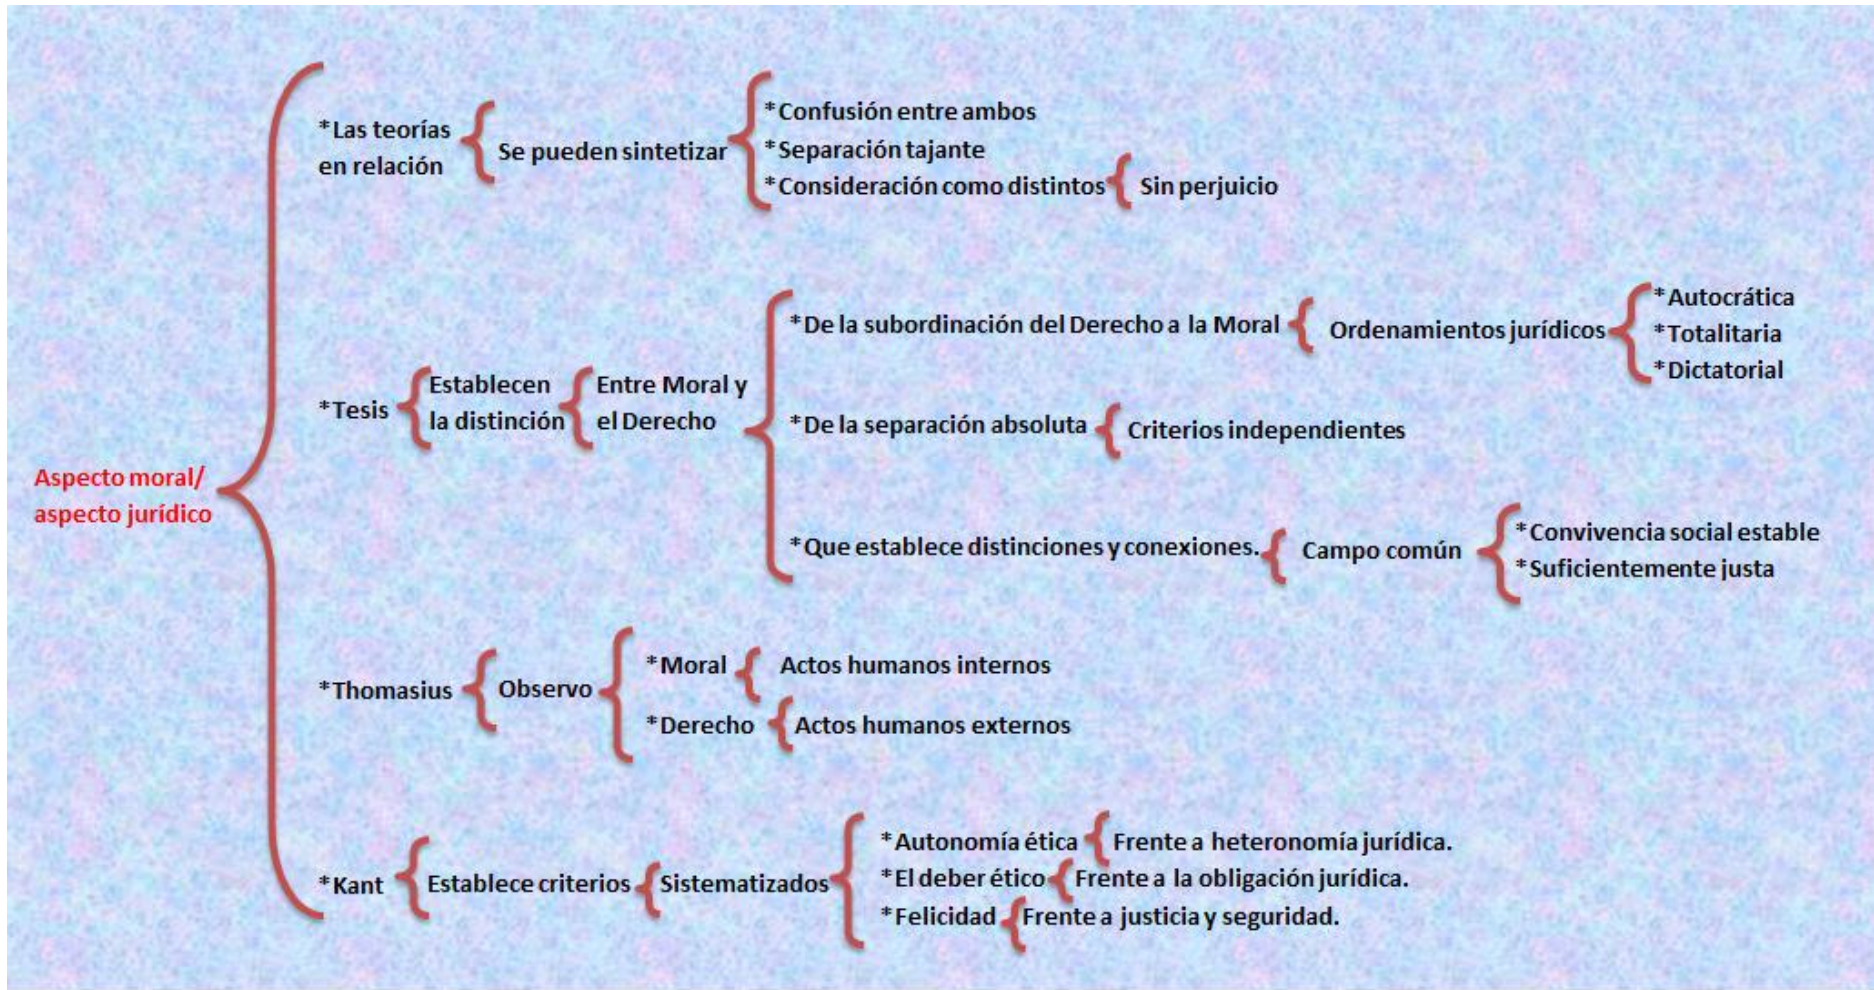 Aspecto moral/
aspecto jurídico
*Las teorías
en relación
Se pueden sintetizar
*Confusión entre ambos
*Separación tajante
*Consideración como distintos
Sin perjuicio
*Tesis
Establecen
la distinción
Entre Moral y
el Derecho
*De la subordinación del Derecho a la Moral
Ordenamientos jurídicos
*Autocrática
*Totalitaria
*Dictatorial
*De la separación absoluta
Criterios independientes
*Que establece distinciones y conexiones.
Campo común
*Convivencia social estable
*Suficientemente justa
*Thomasius
Observo
*Moral
Actos humanos internos
*Derecho
Actos humanos externos
*Kant
Establece criterios
Sistematizados
*Autonomía ética
Frente a heteronomía jurídica.
*El deber ético
Frente a la obligación jurídica.
*Felicidad
Frente a justicia y seguridad.